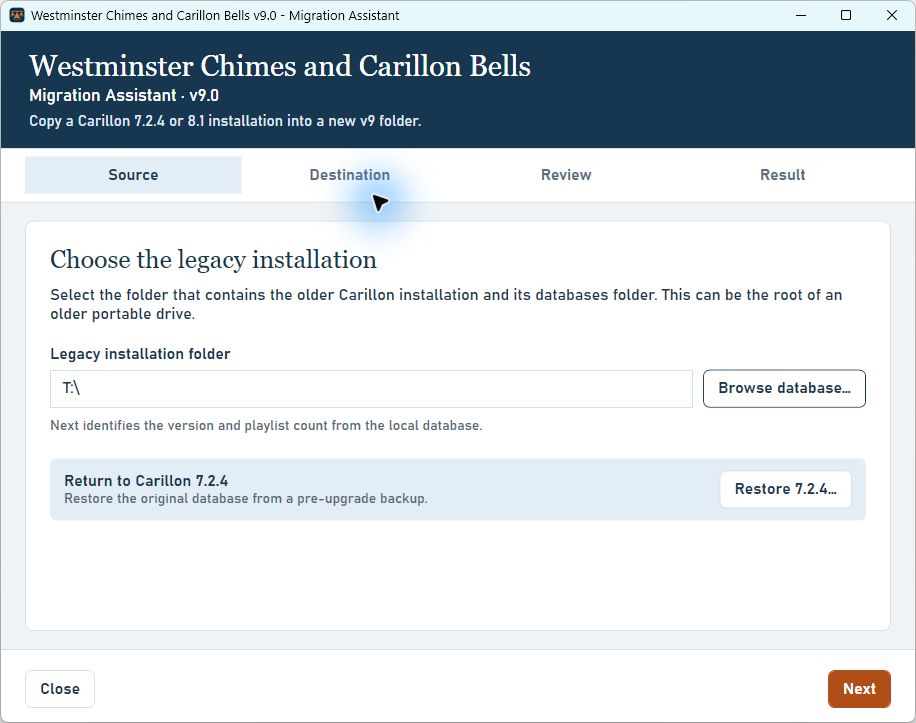 Westminster Chimes and Carillon Bells v9.0 - Migration Assistant
Westminster Chimes and Carillon Bells
Migration Assistant · v9.0
Copy a Carillon 7.2.4 or 8.1 installation into a new v9 folder.
Source
Destination
Review
Result
Choose the legacy installation
Select the folder that contains the older Carillon installation and its databases folder. This can be the root of an
older portable drive.
Legacy installation folder
T:\
Browse database...
Next identifies the version and playlist count from the local database.
Return to Carillon 7.2.4
Restore the original database from a pre-upgrade backup.
Restore 7.2.4...
Close
Next